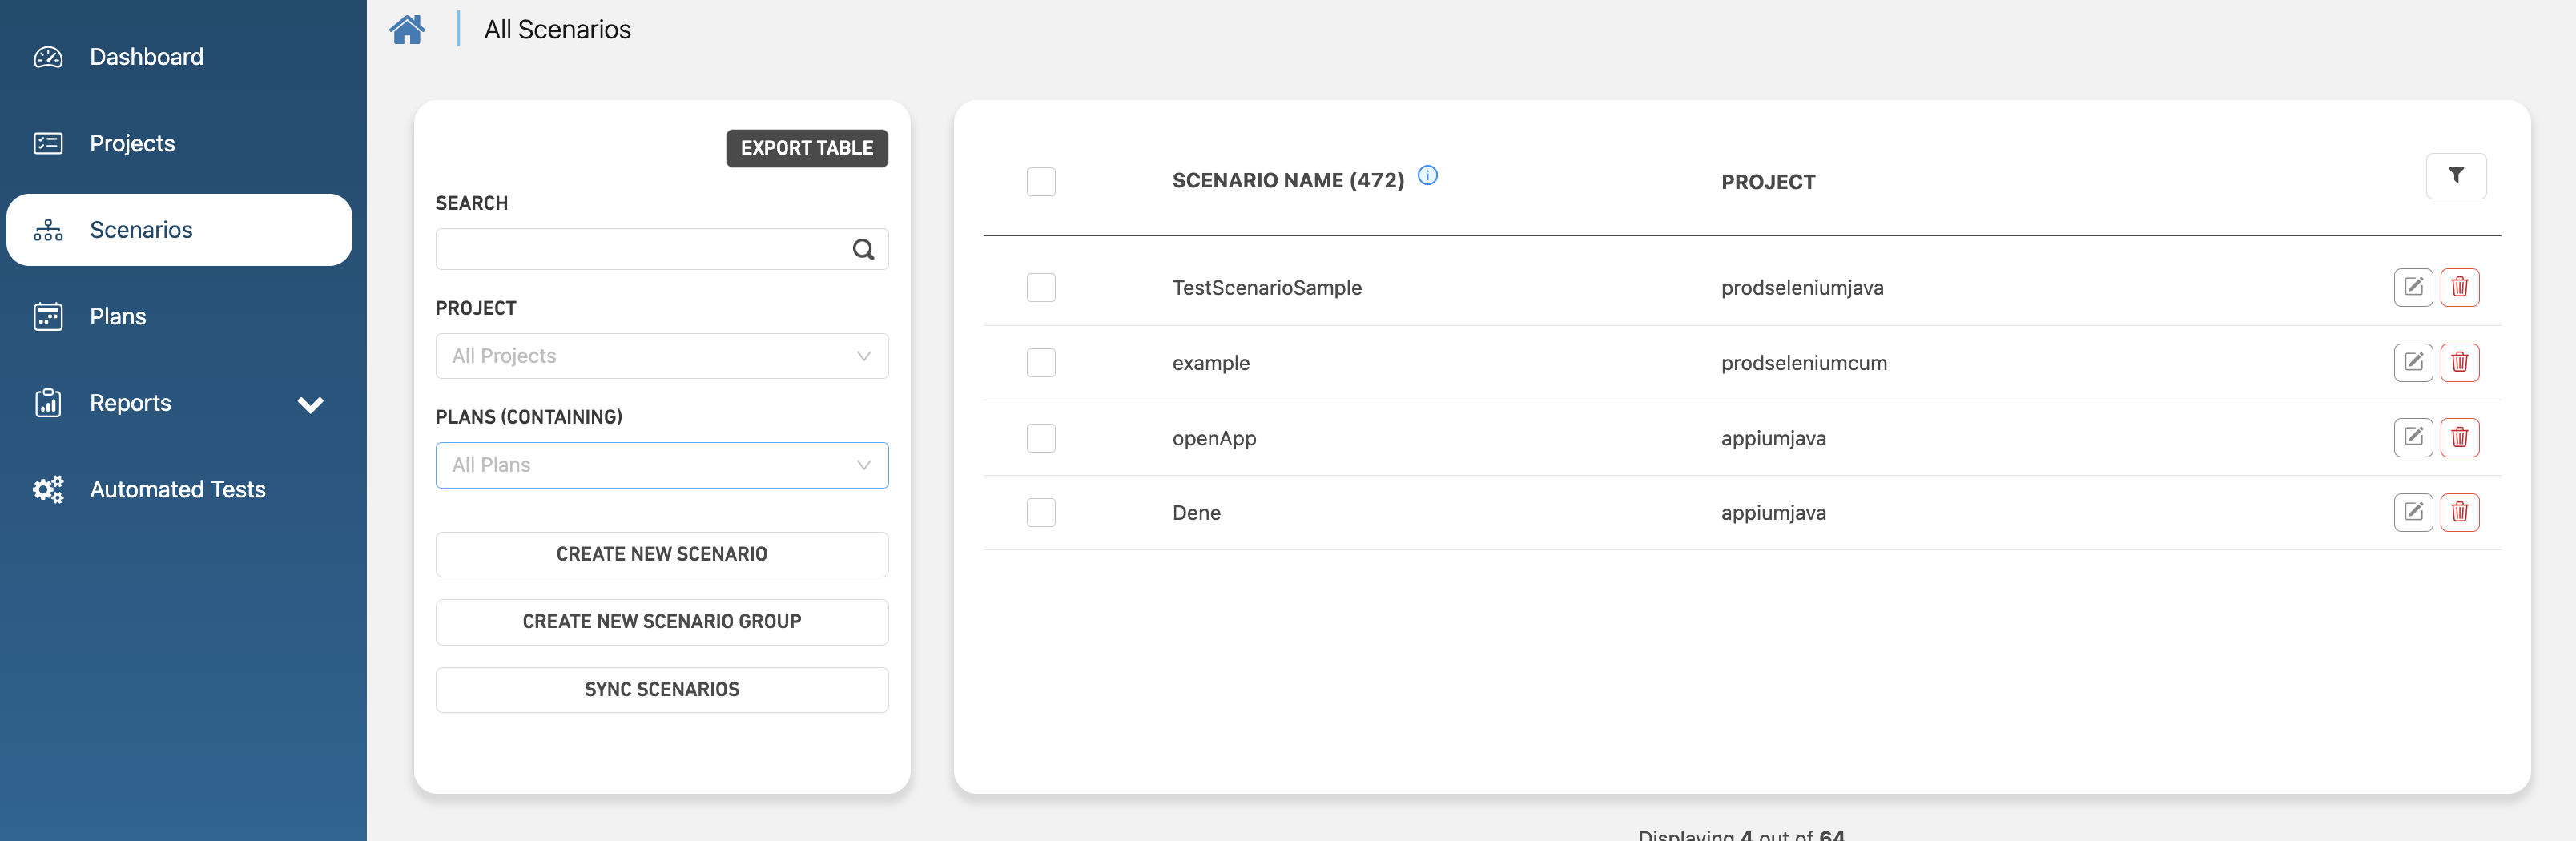 Dashboard
Projects
Scenarios
Plans
Reports
Automated Tests
All Scenarios
EXPORT TABLE
SEARCH
PROJECT
All Projects
PLANS (CONTAINING)
All Plans
CREATE NEW SCENARIO
CREATE NEW SCENARIO GROUP
SYNC SCENARIOS
SCENARIO NAME (472) PROJECT
TestScenarioSample prodseleniumjava
example prodseleniumcum
openApp appiumjava
Dene appiumjava
Displaying 4 out of 64